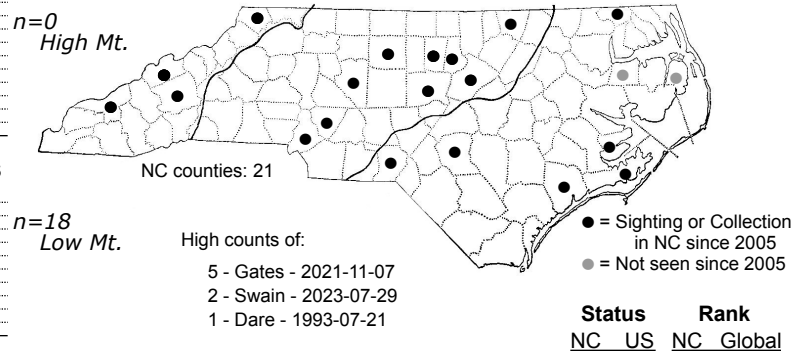 n=0
High Mt.
NC counties: 21
n=18
Low Mt.
High counts of:
5 - Gates - 2021-11-07
2 - Swain - 2023-07-29
1 - Dare - 1993-07-21
● = Sighting or Collection
in NC since 2005
● = Not seen since 2005
Status Rank
NC US NC Global